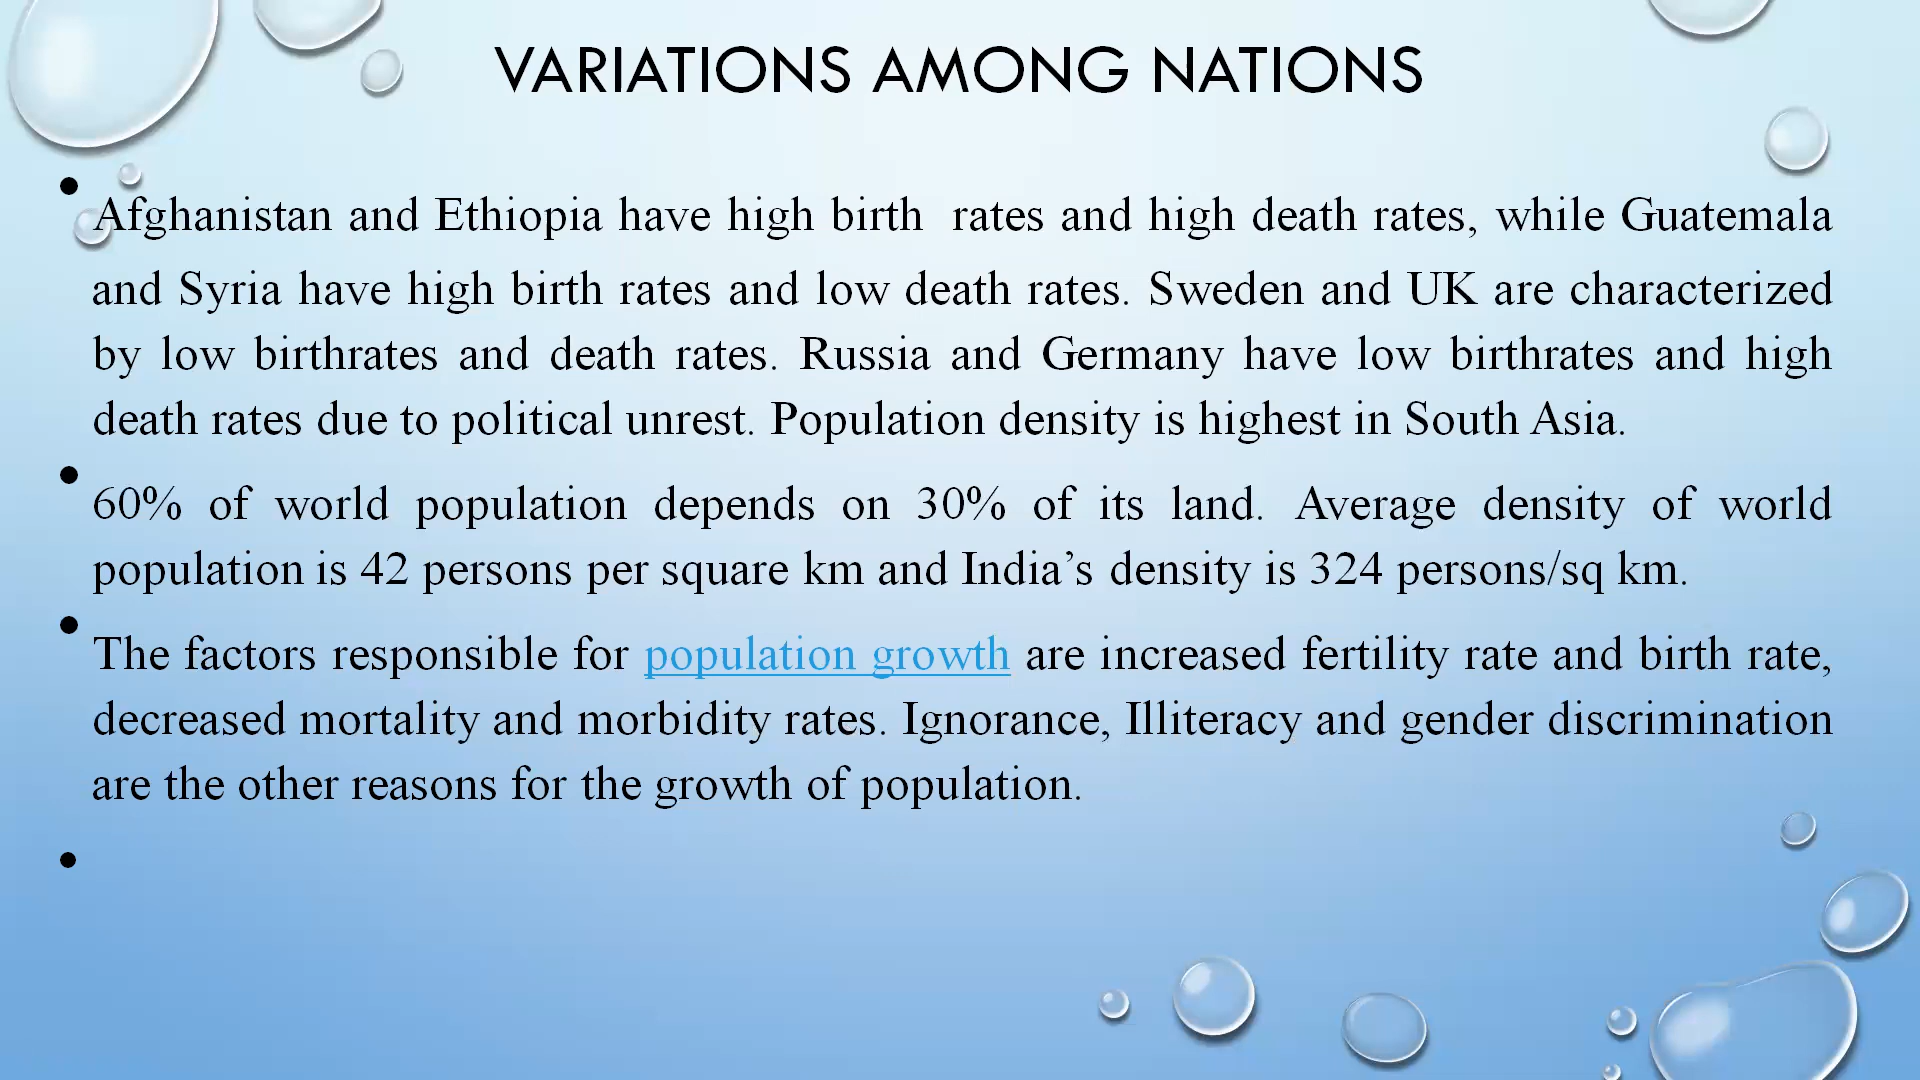 VARIATIONS AMONG NATIONS
• Afghanistan and Ethiopia have high birth rates and high death rates, while Guatemala
and Syria have high birth rates and low death rates. Sweden and UK are characterized
by low birthrates and death rates. Russia and Germany have low birthrates and high
death rates due to political unrest. Population density is highest in South Asia.
• 60% of world population depends on 30% of its land. Average density of world
population is 42 persons per square km and India’s density is 324 persons/sq km.
• The factors responsible for population growth are increased fertility rate and birth rate,
decreased mortality and morbidity rates. Ignorance, Illiteracy and gender discrimination
are the other reasons for the growth of population.
•